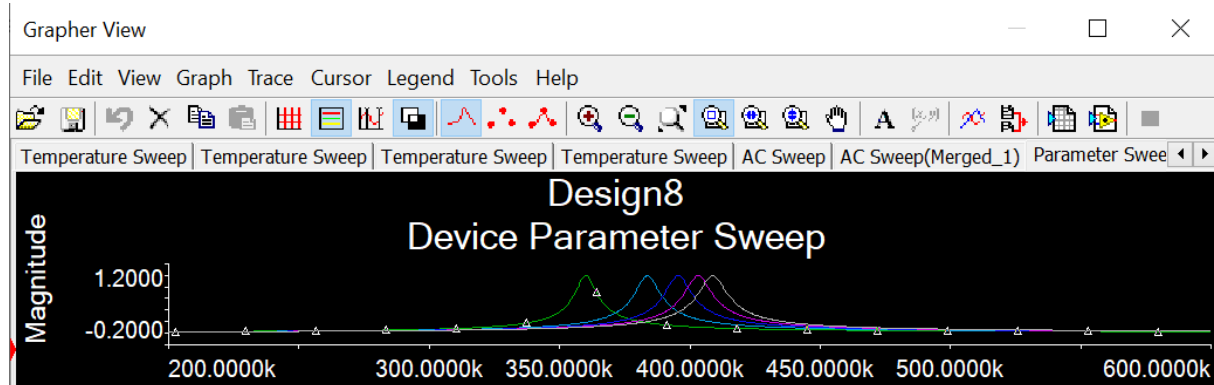 Grapher View
File Edit View Graph Trace Cursor Legend Tools Help
A (x,y)
Temperature Sweep Temperature Sweep Temperature Sweep Temperature Sweep AC Sweep AC Sweep(Merged_1) Parameter Swee
Design8
Device Parameter Sweep
Magnitude
1.2000
-0.2000
200.0000k 300.0000k 350.0000k 400.0000k 450.0000k 500.0000k 600.0000k